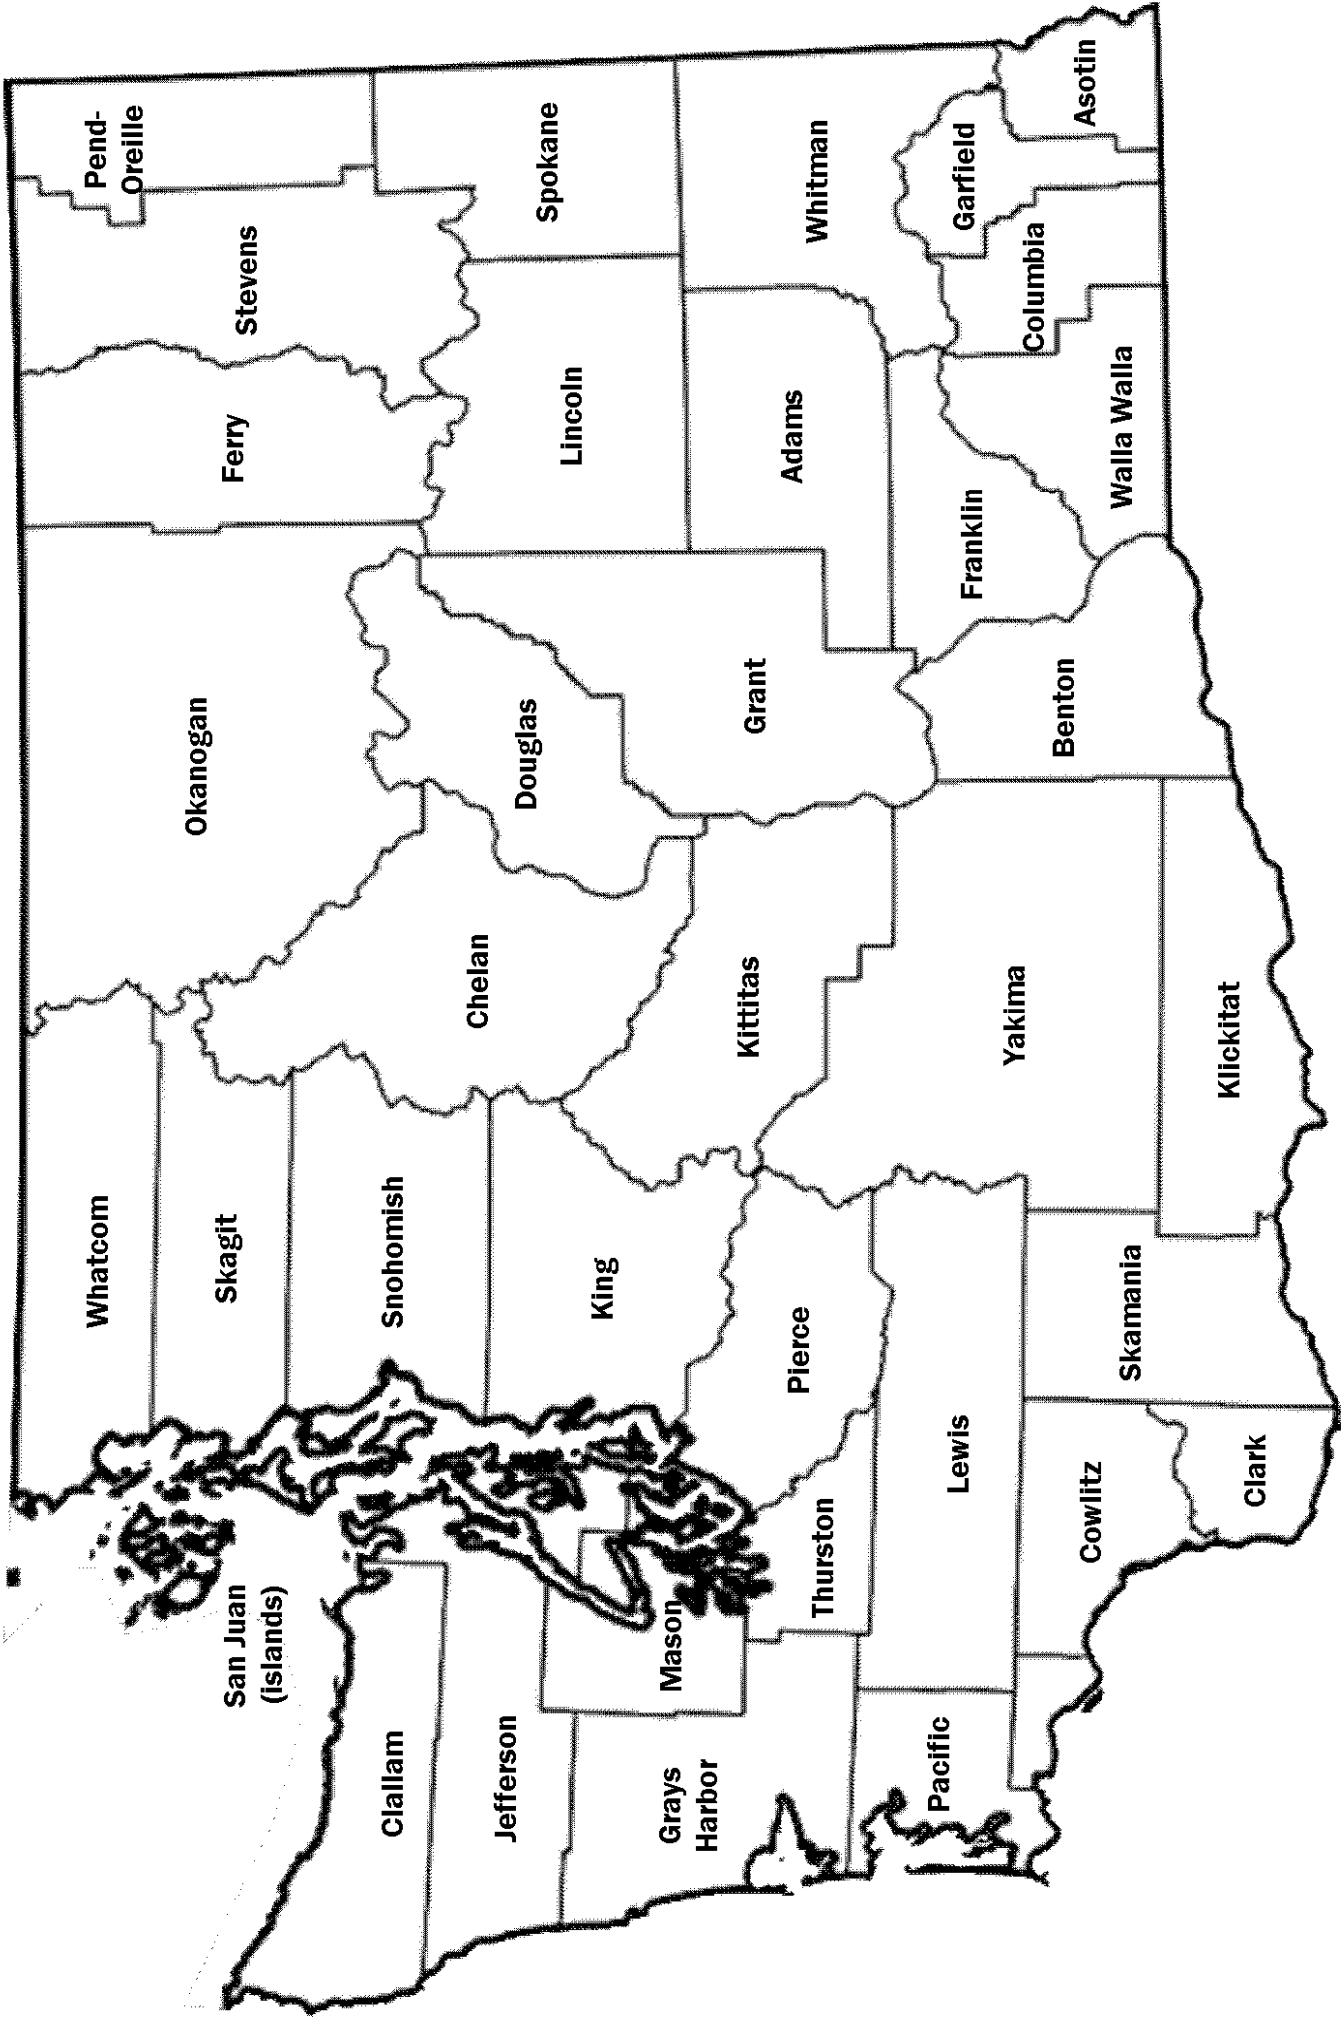 Whatcom
Skagit
Snohomish
King
Pierce
San Juan
(islands)
Clallam
Jefferson
Mason
Grays
Harbor
Thurston
Lewis
Pacific
Cowlitz
Clark
Skamania
Okanogan
Chelan
Douglas
Kittitas
Grant
Yakima
Klickitat
Benton
Ferry
Stevens
Pend-
Oreille
Lincoln
Spokane
Adams
Whitman
Franklin
Walla Walla
Columbia
Garfield
Asotin